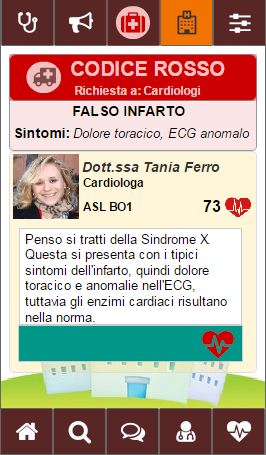 CODICE ROSSO
Richiesta a: Cardiologi
FALSO INFARTO
Sintomi: Dolore toracico, ECG anomalo
Dott.ssa Tania Ferro
Cardiologa
ASL BO1 73
Penso si tratti della Sindrome X.
Questa si presenta con i tipici
sintomi dell'infarto, quindi dolore
toracico e anomalie nell'ECG,
tuttavia gli enzimi cardiaci risultano
nella norma.